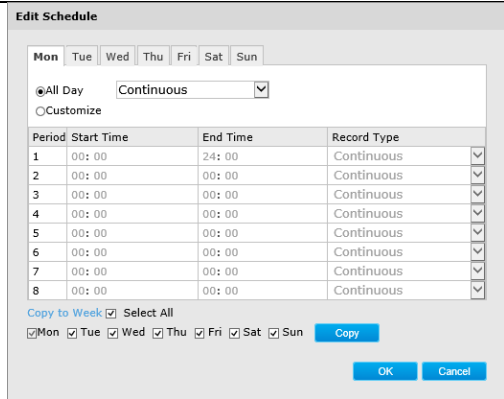 Edit Schedule
Mon Tue Wed Thu Fri Sat Sun
All Day Continuous
Customize
Period Start Time End Time Record Type
1 00: 00 24: 00 Continuous
2 00: 00 00: 00 Continuous
3 00: 00 00: 00 Continuous
4 00: 00 00: 00 Continuous
5 00: 00 00: 00 Continuous
6 00: 00 00: 00 Continuous
7 00: 00 00: 00 Continuous
8 00: 00 00: 00 Continuous
Copy to Week Select All
Mon Tue Wed Thu Fri Sat Sun Copy
OK Cancel